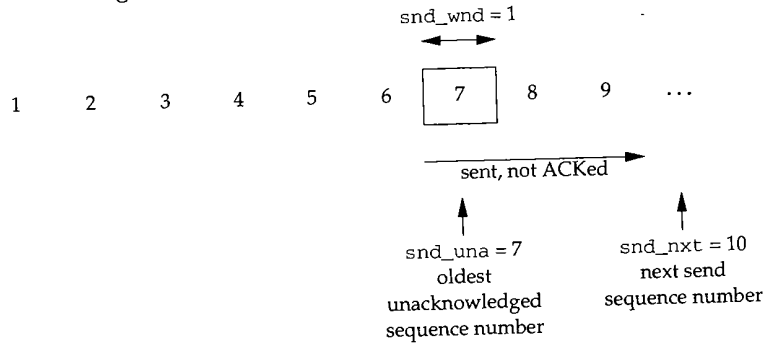 snd_wnd = 1
1 2 3 4 5 6 7 8 9 ...
sent, not ACKed
snd_una = 7
oldest
unacknowledged
sequence number
snd_nxt = 10
next send
sequence number